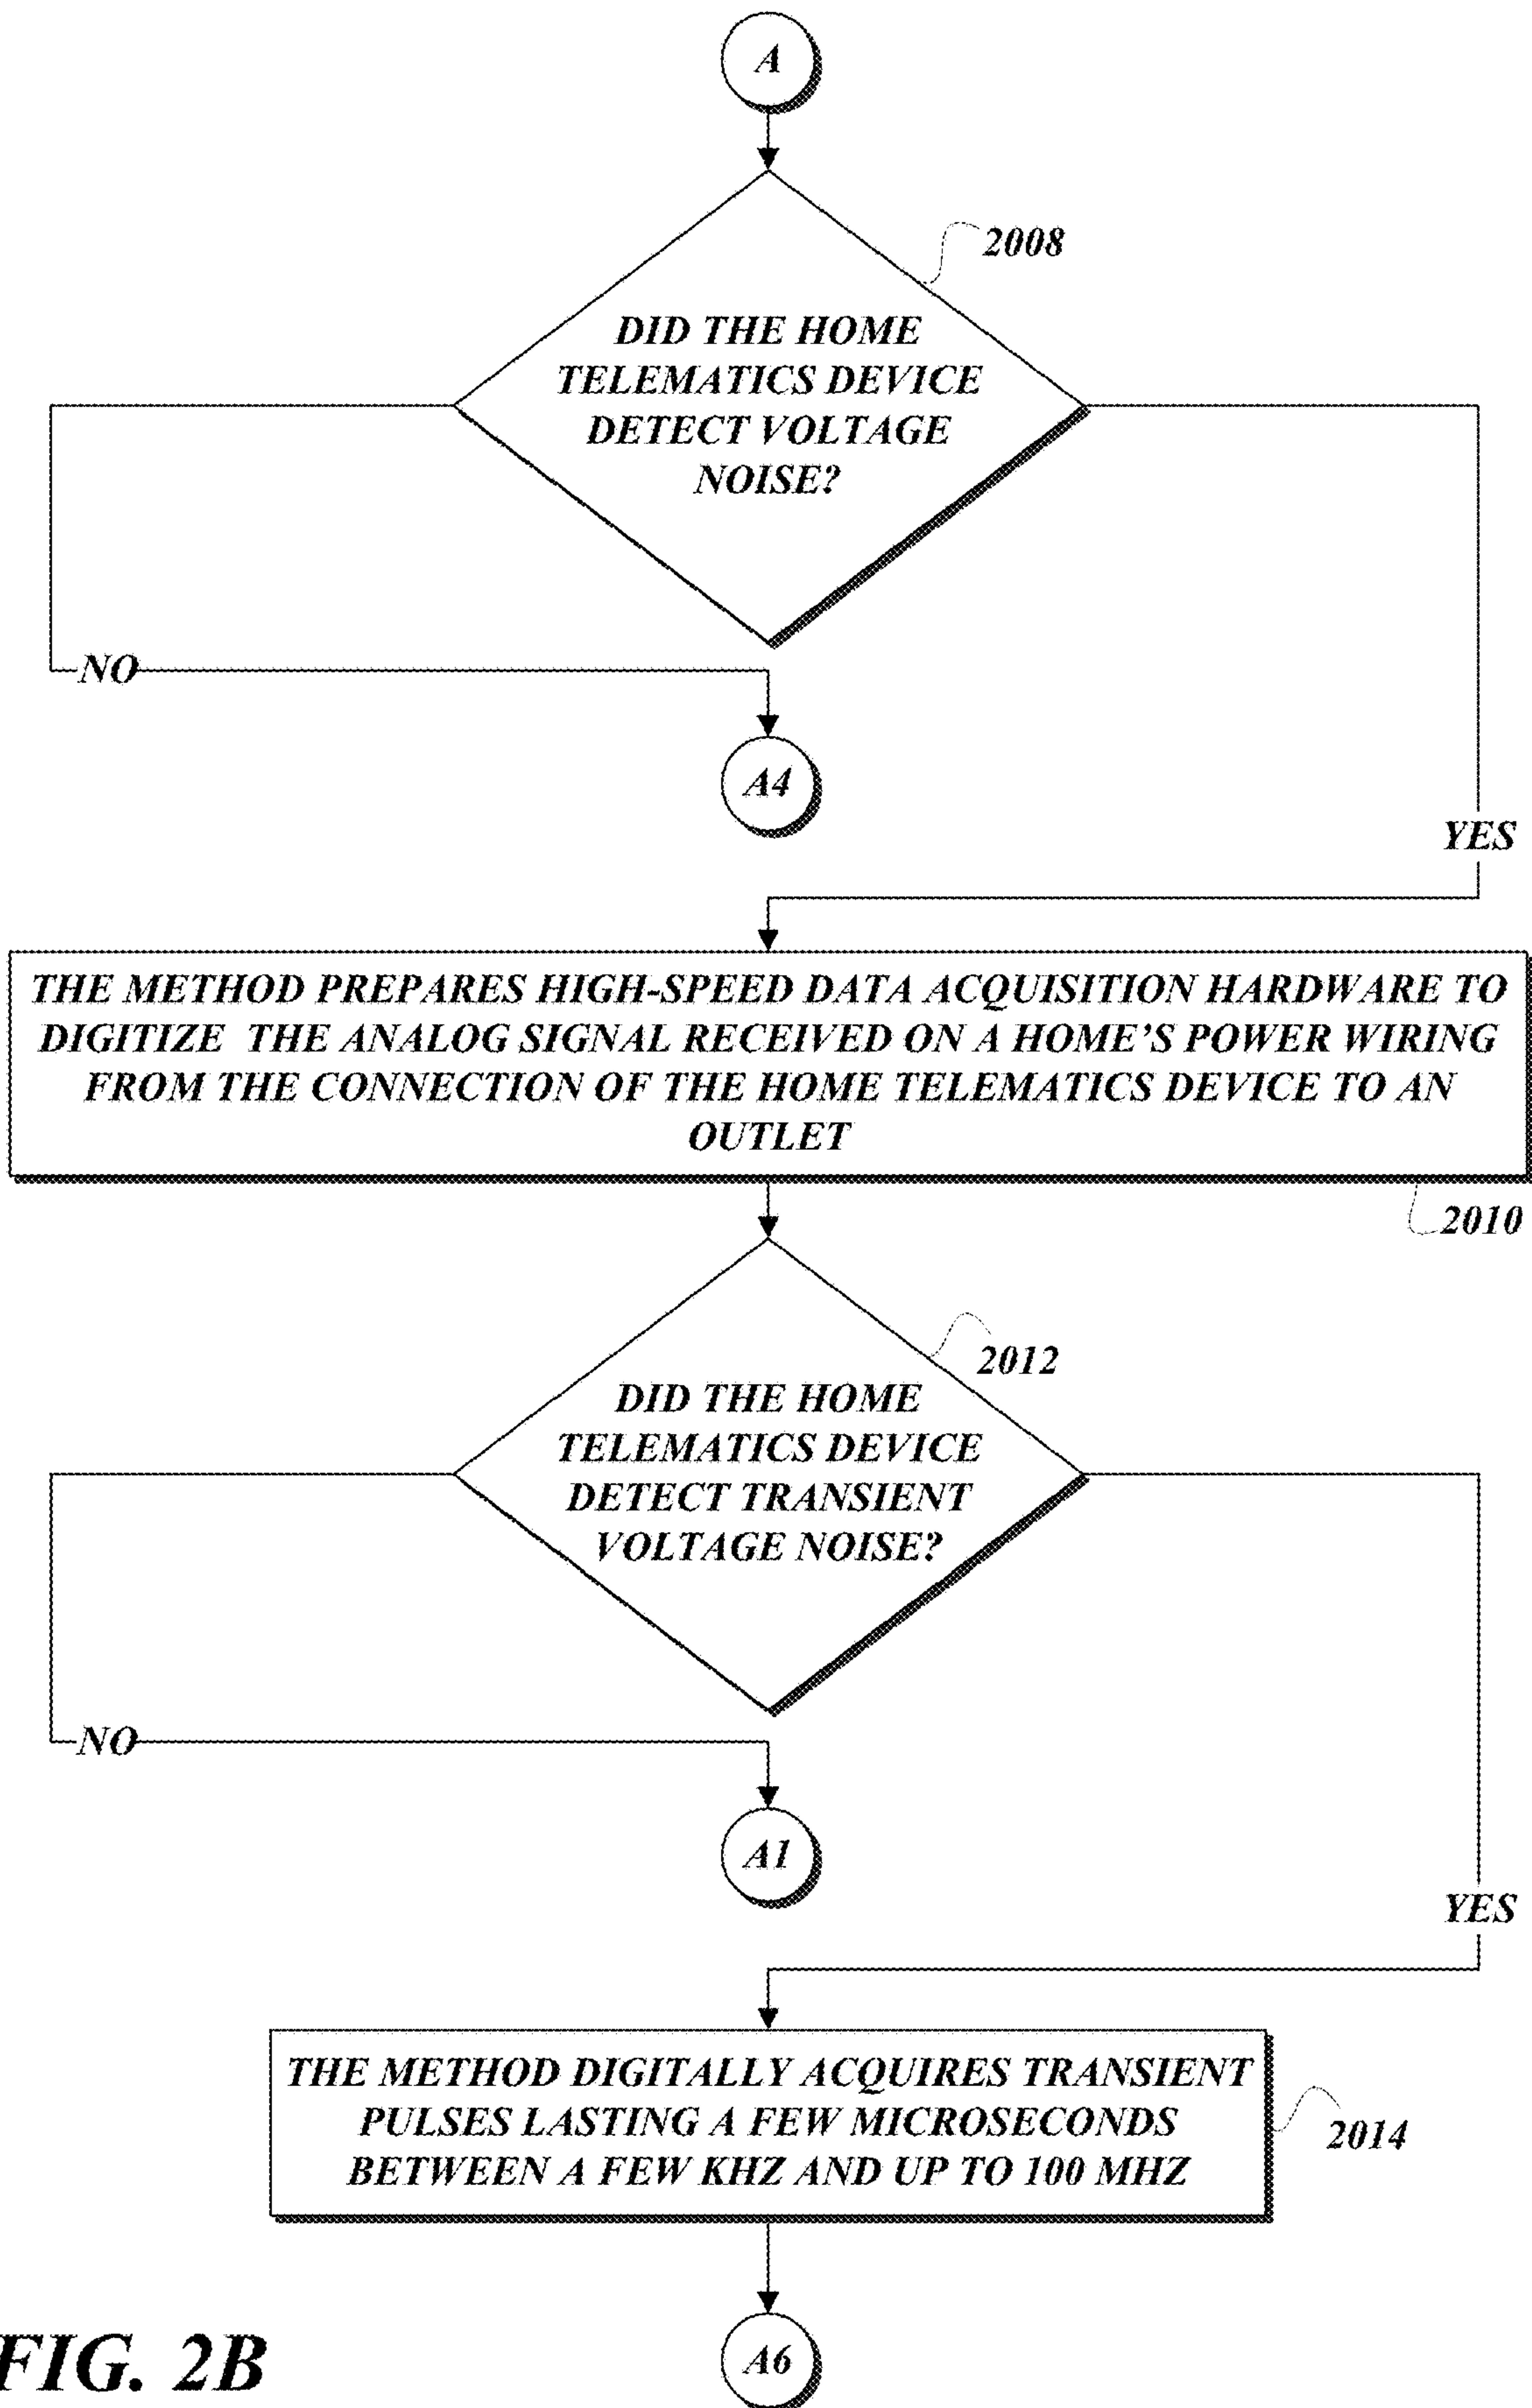 A
2008
DID THE HOME
TELEMATICS DEVICE
DETECT VOLTAGE
NOISE?
NO
A4
YES
THE METHOD PREPARES HIGH-SPEED DATA ACQUISITION HARDWARE TO
DIGITIZE THE ANALOG SIGNAL RECEIVED ON A HOME'S POWER WIRING
FROM THE CONNECTION OF THE HOME TELEMATICS DEVICE TO AN
OUTLET
2010
2012
DID THE HOME
TELEMATICS DEVICE
DETECT TRANSIENT
VOLTAGE NOISE?
NO
A1
YES
THE METHOD DIGITALLY ACQUIRES TRANSIENT
PULSES LASTING A FEW MICROSECONDS
BETWEEN A FEW KHZ AND UP TO 100 MHZ
2014
A6
FIG. 2B